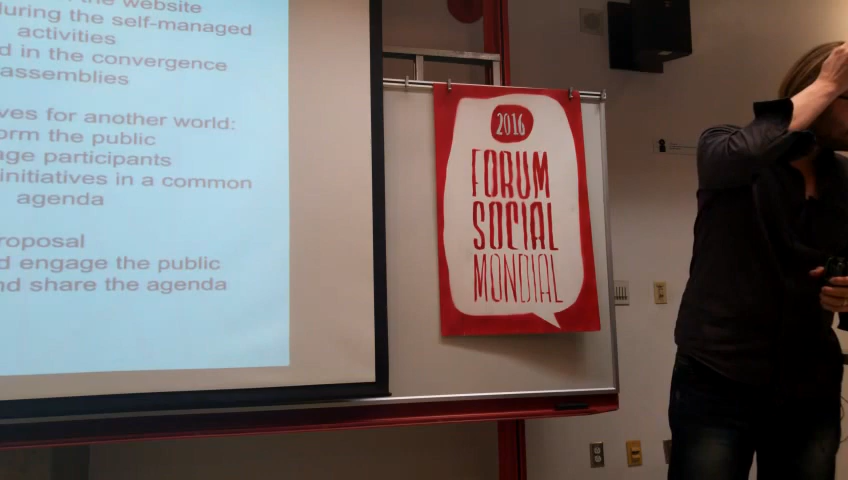 the website
during the self-managed
activities
d in the convergence
assemblies
ves for another world:
orm the public
age participants
initiatives in a common
agenda
roposal
d engage the public
nd share the agenda
2016
FORUM
SOCIAL
MONDIAL